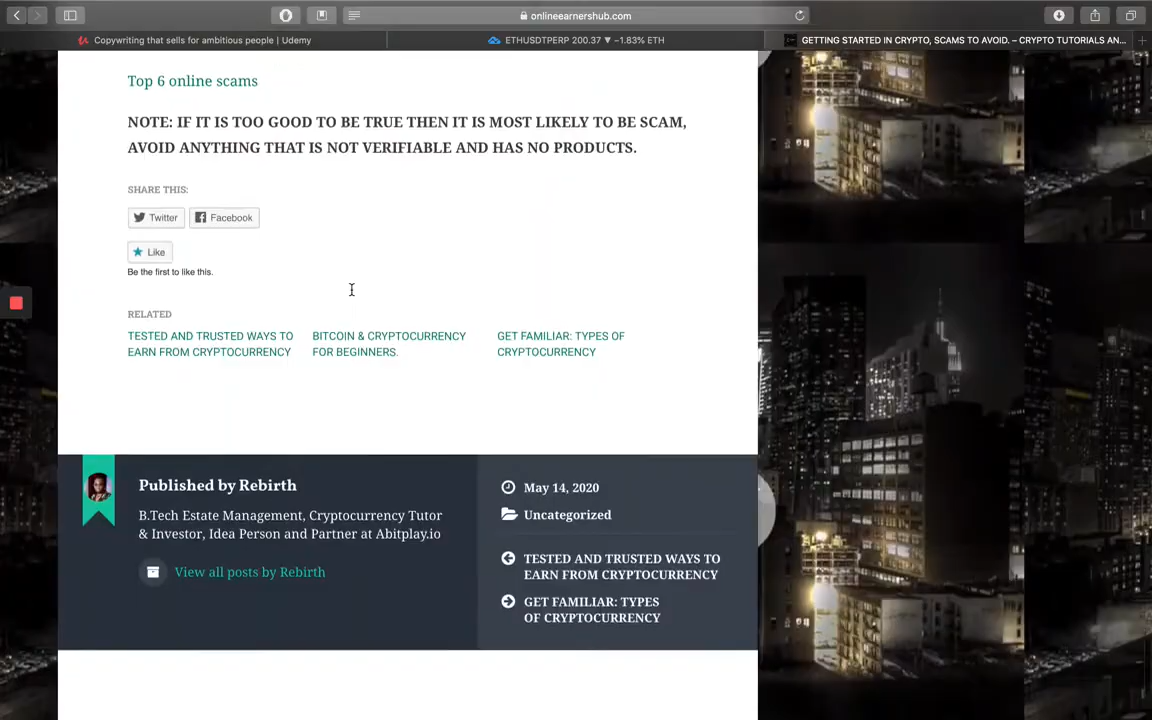 onlineearnershub.com
Copywriting that sells for ambitious people | Udemy
ETHUSDTPERP 200.37 ▼ −1.83% ETH
GETTING STARTED IN CRYPTO, SCAMS TO AVOID. – CRYPTO TUTORIALS AN...
Top 6 online scams
NOTE: IF IT IS TOO GOOD TO BE TRUE THEN IT IS MOST LIKELY TO BE SCAM,
AVOID ANYTHING THAT IS NOT VERIFIABLE AND HAS NO PRODUCTS.
SHARE THIS:
Twitter
Facebook
Like
Be the first to like this.
RELATED
TESTED AND TRUSTED WAYS TO
EARN FROM CRYPTOCURRENCY
BITCOIN & CRYPTOCURRENCY
FOR BEGINNERS.
GET FAMILIAR: TYPES OF
CRYPTOCURRENCY
Published by Rebirth
B.Tech Estate Management, Cryptocurrency Tutor
& Investor, Idea Person and Partner at Abitplay.io
View all posts by Rebirth
May 14, 2020
Uncategorized
TESTED AND TRUSTED WAYS TO
EARN FROM CRYPTOCURRENCY
GET FAMILIAR: TYPES
OF CRYPTOCURRENCY